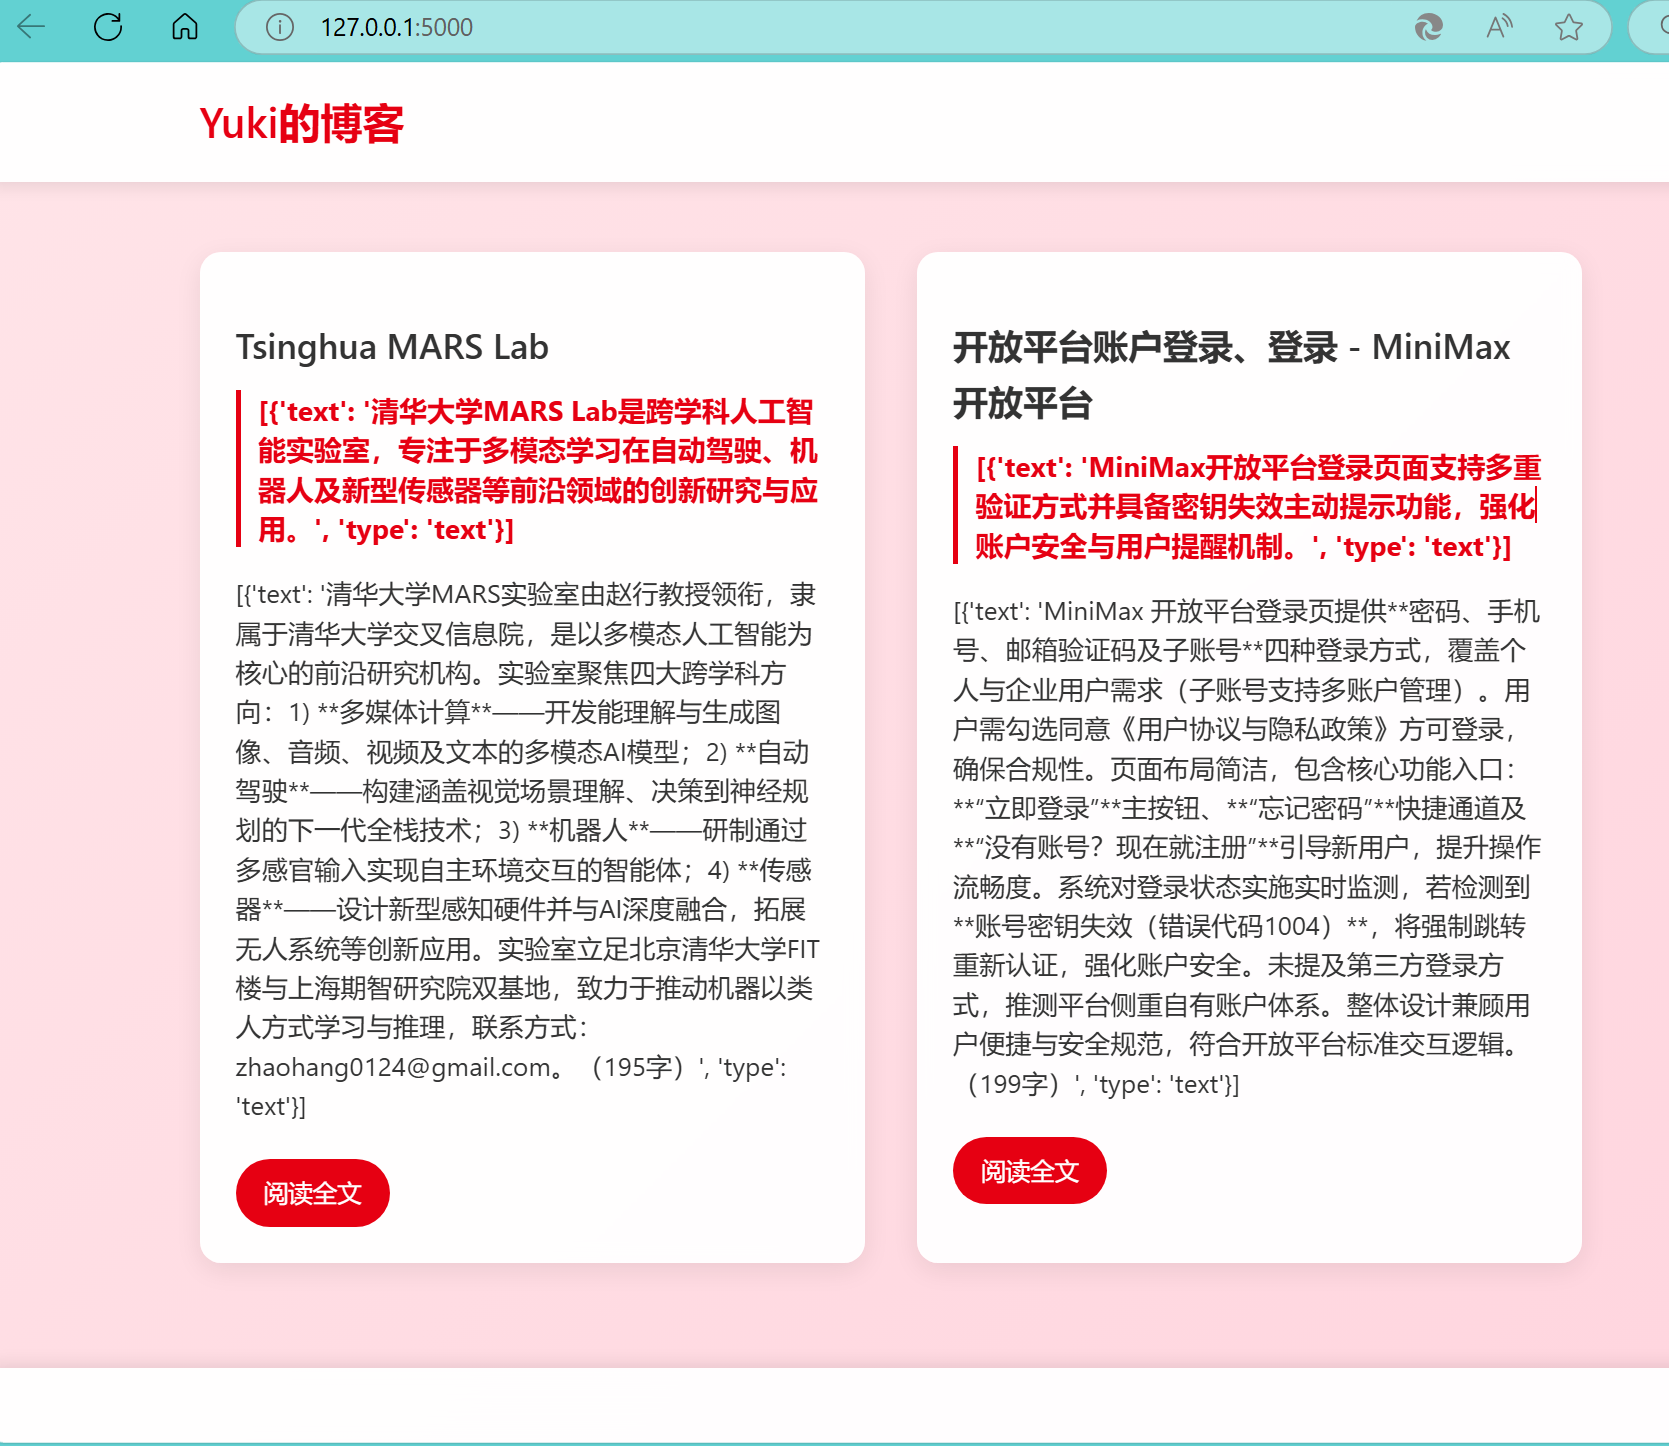 127.0.0.1:5000
Yuki的博客
Tsinghua MARS Lab
[{'text': '清华大学MARS Lab是跨学科人工智
能实验室，专注于多模态学习在自动驾驶、机
器人及新型传感器等前沿领域的创新研究与应
用。', 'type': 'text'}]
[{'text': '清华大学MARS实验室由赵行教授领衔，隶
属于清华大学交叉信息院，是以多模态人工智能为
核心的前沿研究机构。实验室聚焦四大跨学科方
向：1) **多媒体计算**——开发能理解与生成图
像、音频、视频及文本的多模态AI模型；2) **自动
驾驶**——构建涵盖视觉场景理解、决策到神经规
划的下一代全栈技术；3) **机器人**——研制通过
多感官输入实现自主环境交互的智能体；4) **传感
器**——设计新型感知硬件并与AI深度融合，拓展
无人系统等创新应用。实验室立足北京清华大学FIT
楼与上海期智研究院双基地，致力于推动机器以类
人方式学习与推理，联系方式：
zhaohang0124@gmail.com。（195字）', 'type':
'text'}]
阅读全文
开放平台账户登录、登录 - MiniMax
开放平台
[{'text': 'MiniMax开放平台登录页面支持多重
验证方式并具备密钥失效主动提示功能，强化
账户安全与用户提醒机制。', 'type': 'text'}]
[{'text': 'MiniMax 开放平台登录页提供**密码、手机
号、邮箱验证码及子账号**四种登录方式，覆盖个
人与企业用户需求（子账号支持多账户管理）。用
户需勾选同意《用户协议与隐私政策》方可登录，
确保合规性。页面布局简洁，包含核心功能入口：
**“立即登录”**主按钮、**“忘记密码”**快捷通道及
**“没有账号？现在就注册”**引导新用户，提升操作
流畅度。系统对登录状态实施实时监测，若检测到
**账号密钥失效（错误代码1004）**，将强制跳转
重新认证，强化账户安全。未提及第三方登录方
式，推测平台侧重自有账户体系。整体设计兼顾用
户便捷与安全规范，符合开放平台标准交互逻辑。
（199字）', 'type': 'text'}]
阅读全文